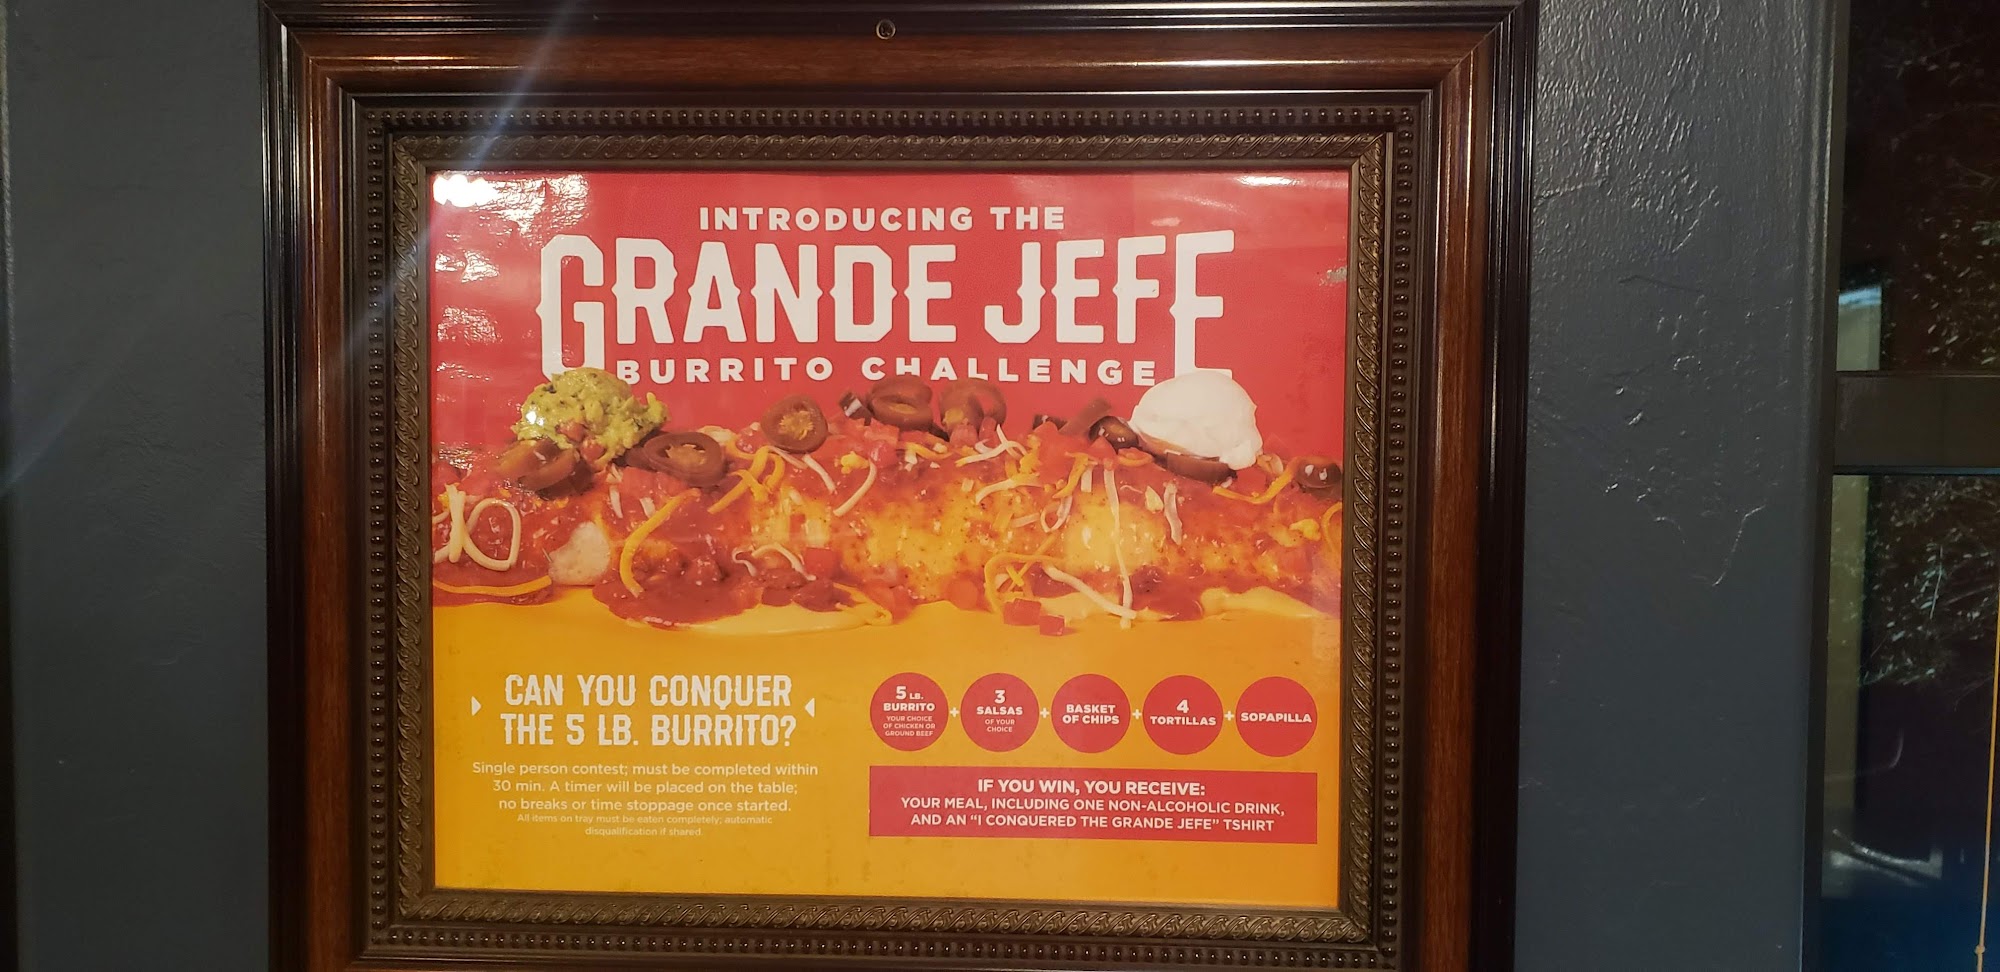 INTRODUCING THE
GRANDE JEFE
BURRITO CHALLENGE
CAN YOU CONQUER
THE 5 LB. BURRITO?
Single person contest; must be completed within
30 min. A timer will be placed on the table;
no breaks or time stoppage once started.
All items on tray must be eaten completely; automatic
disqualification if shared.
5 LB.
BURRITO
YOUR CHOICE
OF CHICKEN OR
GROUND BEEF
+
3
SALSAS
OF YOUR
CHOICE
+
BASKET
OF CHIPS
+
4
TORTILLAS
+
SOPAPILLA
IF YOU WIN, YOU RECEIVE:
YOUR MEAL, INCLUDING ONE NON-ALCOHOLIC DRINK,
AND AN "I CONQUERED THE GRANDE JEFE" TSHIRT